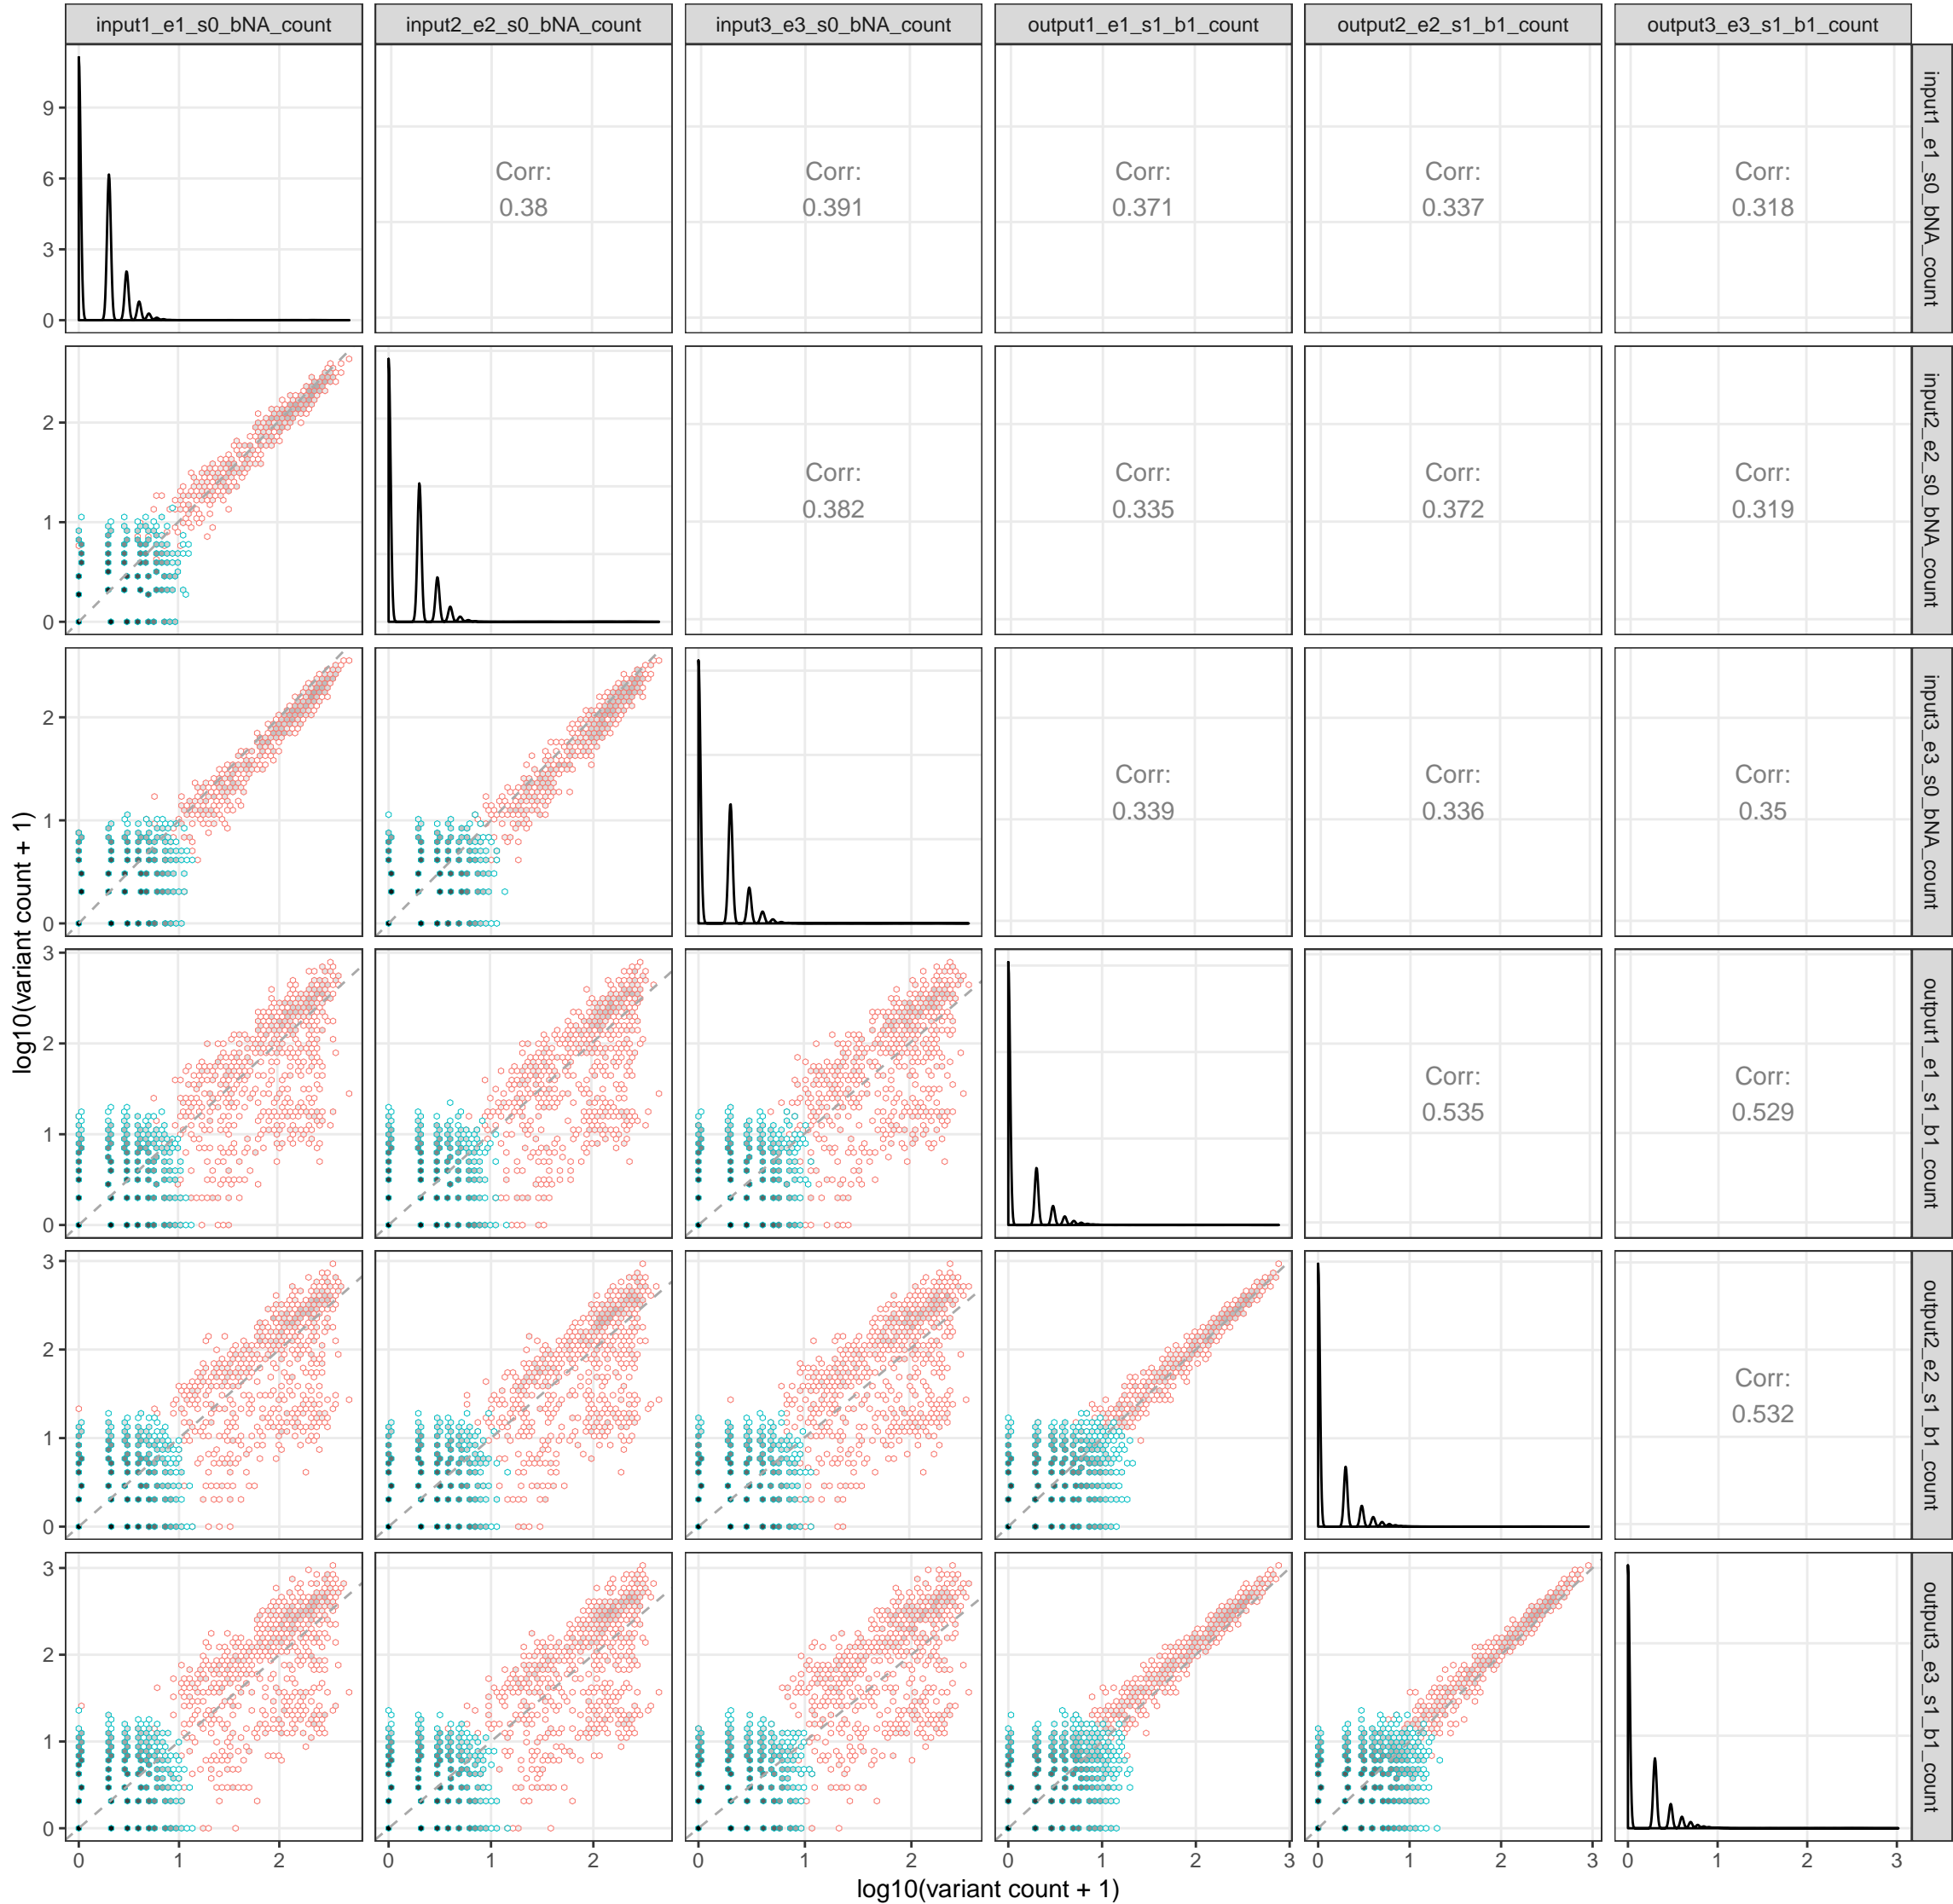 input1_e1_s0_bNA_count
input2_e2_s0_bNA_count
input3_e3_s0_bNA_count
output1_e1_s1_b1_count
output2_e2_s1_b1_count
output3_e3_s1_b1_count
9
6
3
0
Corr:
0.38
Corr:
0.391
Corr:
0.371
Corr:
0.337
Corr:
0.318
input1_e1_s0_bNA_count
2
1
0
Corr:
0.382
Corr:
0.335
Corr:
0.372
Corr:
0.319
input2_e2_s0_bNA_count
2
1
0
Corr:
0.339
Corr:
0.336
Corr:
0.35
input3_e3_s0_bNA_count
log10(variant count + 1)
3
2
1
0
Corr:
0.535
Corr:
0.529
output1_e1_s1_b1_count
3
2
1
0
Corr:
0.532
output2_e2_s1_b1_count
3
2
1
0
output3_e3_s1_b1_count
0 1 2
0 1 2
0 1 2
0 1 2 3
0 1 2 3
0 1 2 3
log10(variant count + 1)